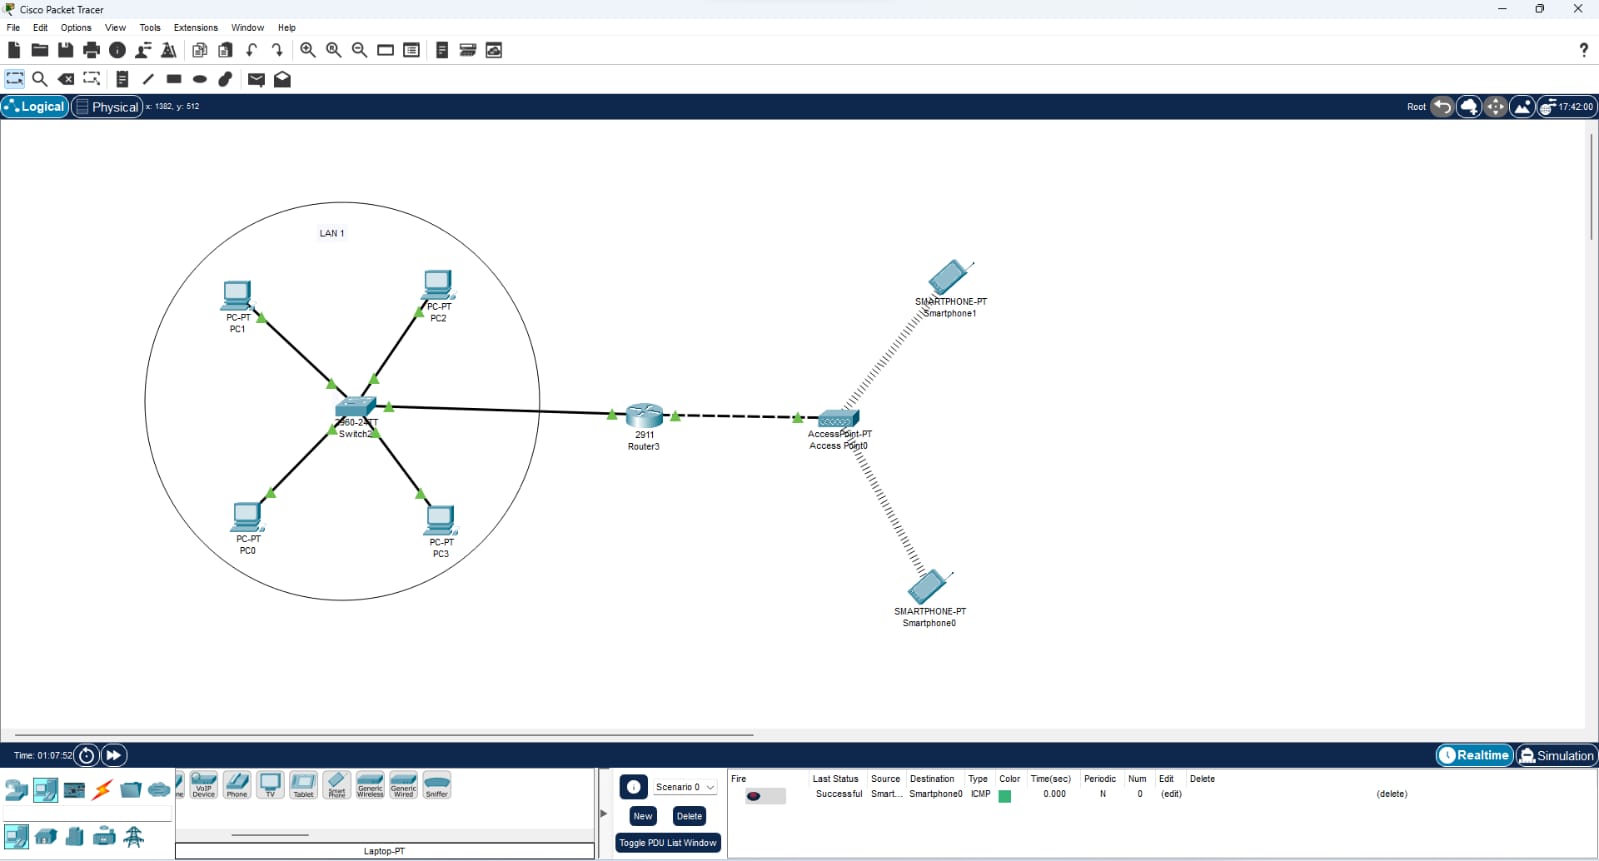 Cisco Packet Tracer
File Edit Options View Tools Extensions Window Help
?
Logical Physical x: 1382, y: 512 Root 17:42:00
LAN 1
PC-PT
PC1
PC-PT
PC2
SMARTPHONE-PT
Smartphone1
2960-24TT
Switch2
2911
Router3
AccessPoint-PT
Access Point0
PC-PT
PC0
PC-PT
PC3
SMARTPHONE-PT
Smartphone0
Time: 01:07:52 Realtime Simulation
VoIP Device
Phone
TV
Tablet
Smart Phone
Generic Wireless
Generic Wired
Sniffer
Laptop-PT
Scenario 0
New Delete
Toggle PDU List Window
Fire Last Status Source Destination Type Color Time(sec) Periodic Num Edit Delete
Successful Smart... Smartphone0 ICMP 0.000 N 0 (edit) (delete)